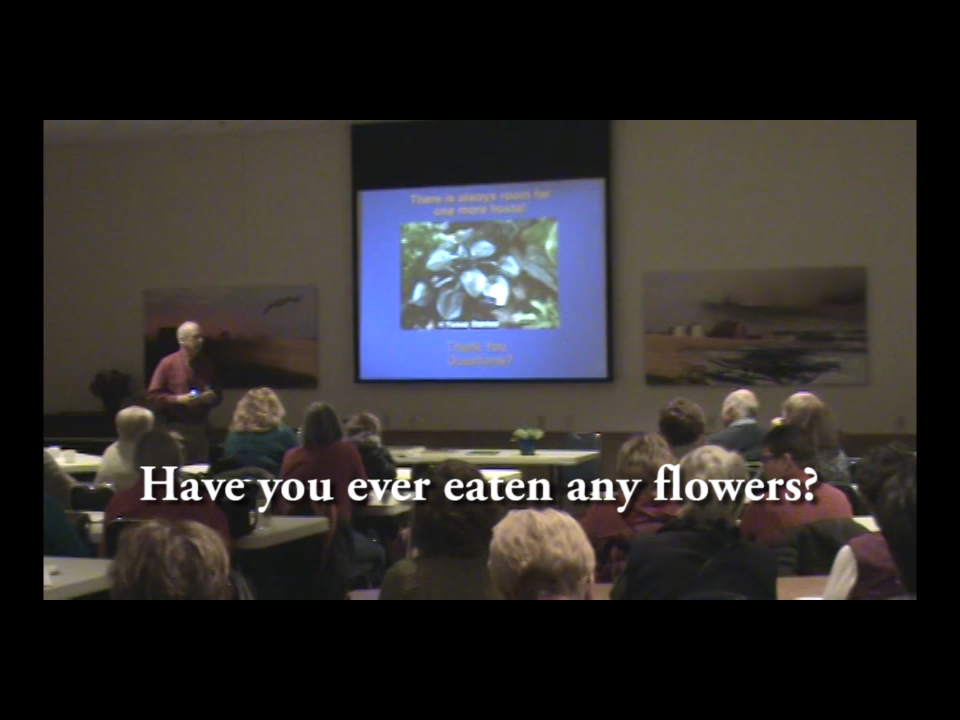 There is always room for
one more hosta!
Thank You
Questions?
Have you ever eaten any flowers?